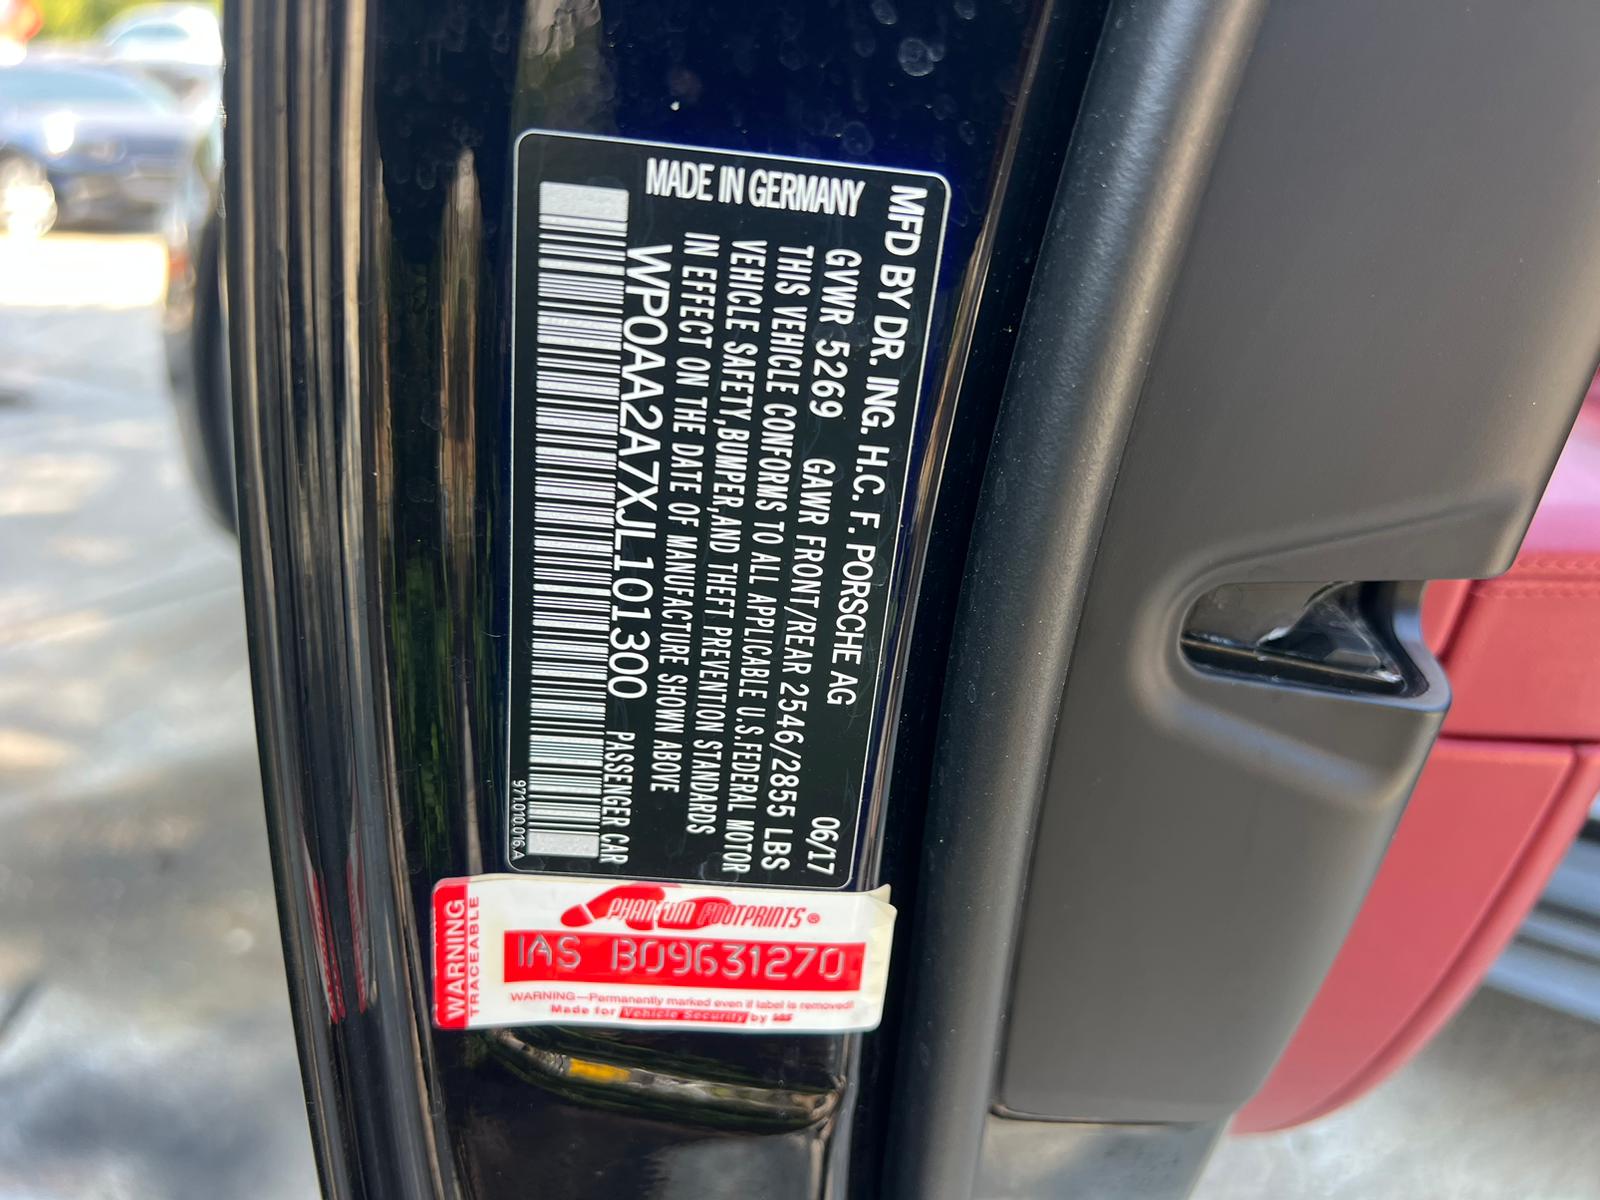 MFD BY DR. ING. H.C. F. PORSCHE AG
06/17
GVWR 5269 GAWR FRONT/REAR 2546/2855 LBS
THIS VEHICLE CONFORMS TO ALL APPLICABLE U.S.FEDERAL MOTOR
VEHICLE SAFETY,BUMPER,AND THEFT PREVENTION STANDARDS
IN EFFECT ON THE DATE OF MANUFACTURE SHOWN ABOVE
MADE IN GERMANY
WP0AA2A7XJL101300 PASSENGER CAR
971.010.016.A
WARNING
TRACEABLE
PHANTOM FOOTPRINTS®
IAS B09631270
WARNING—Permanently marked even if label is removed!
Made for Vehicle Security by IAS